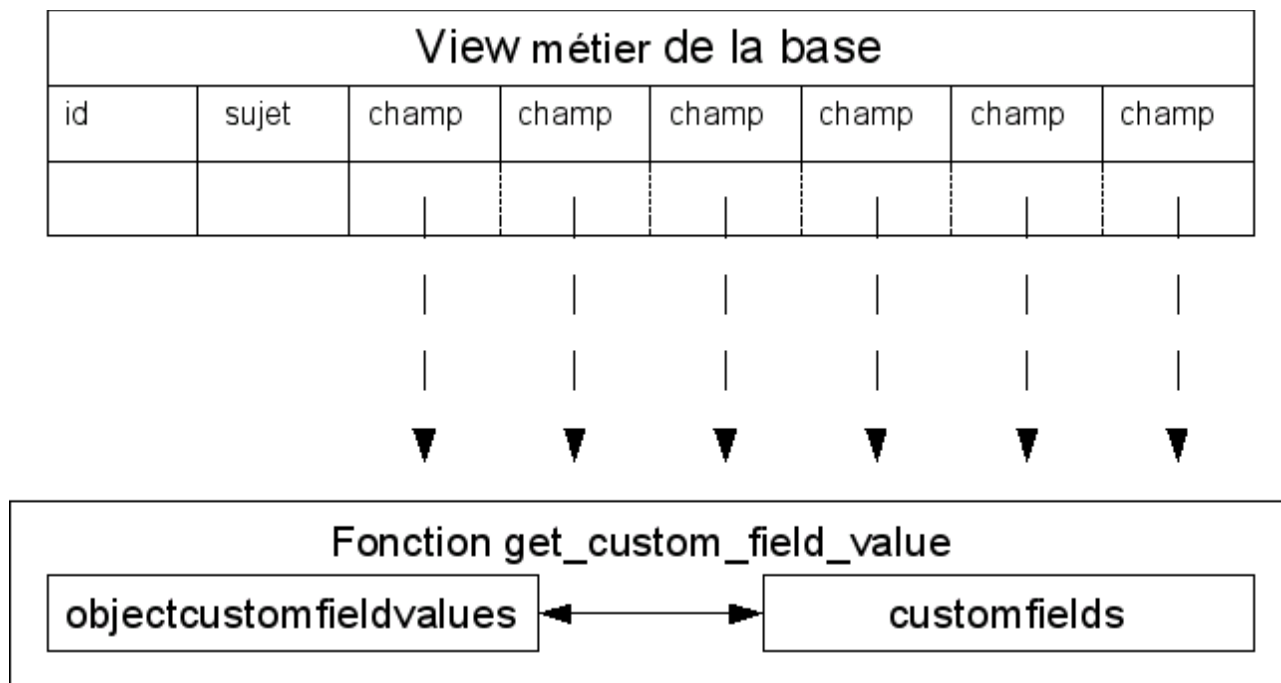 View métier de la base
id sujet champ champ champ champ champ champ
Fonction get_custom_field_value
objectcustomfieldvalues customfields